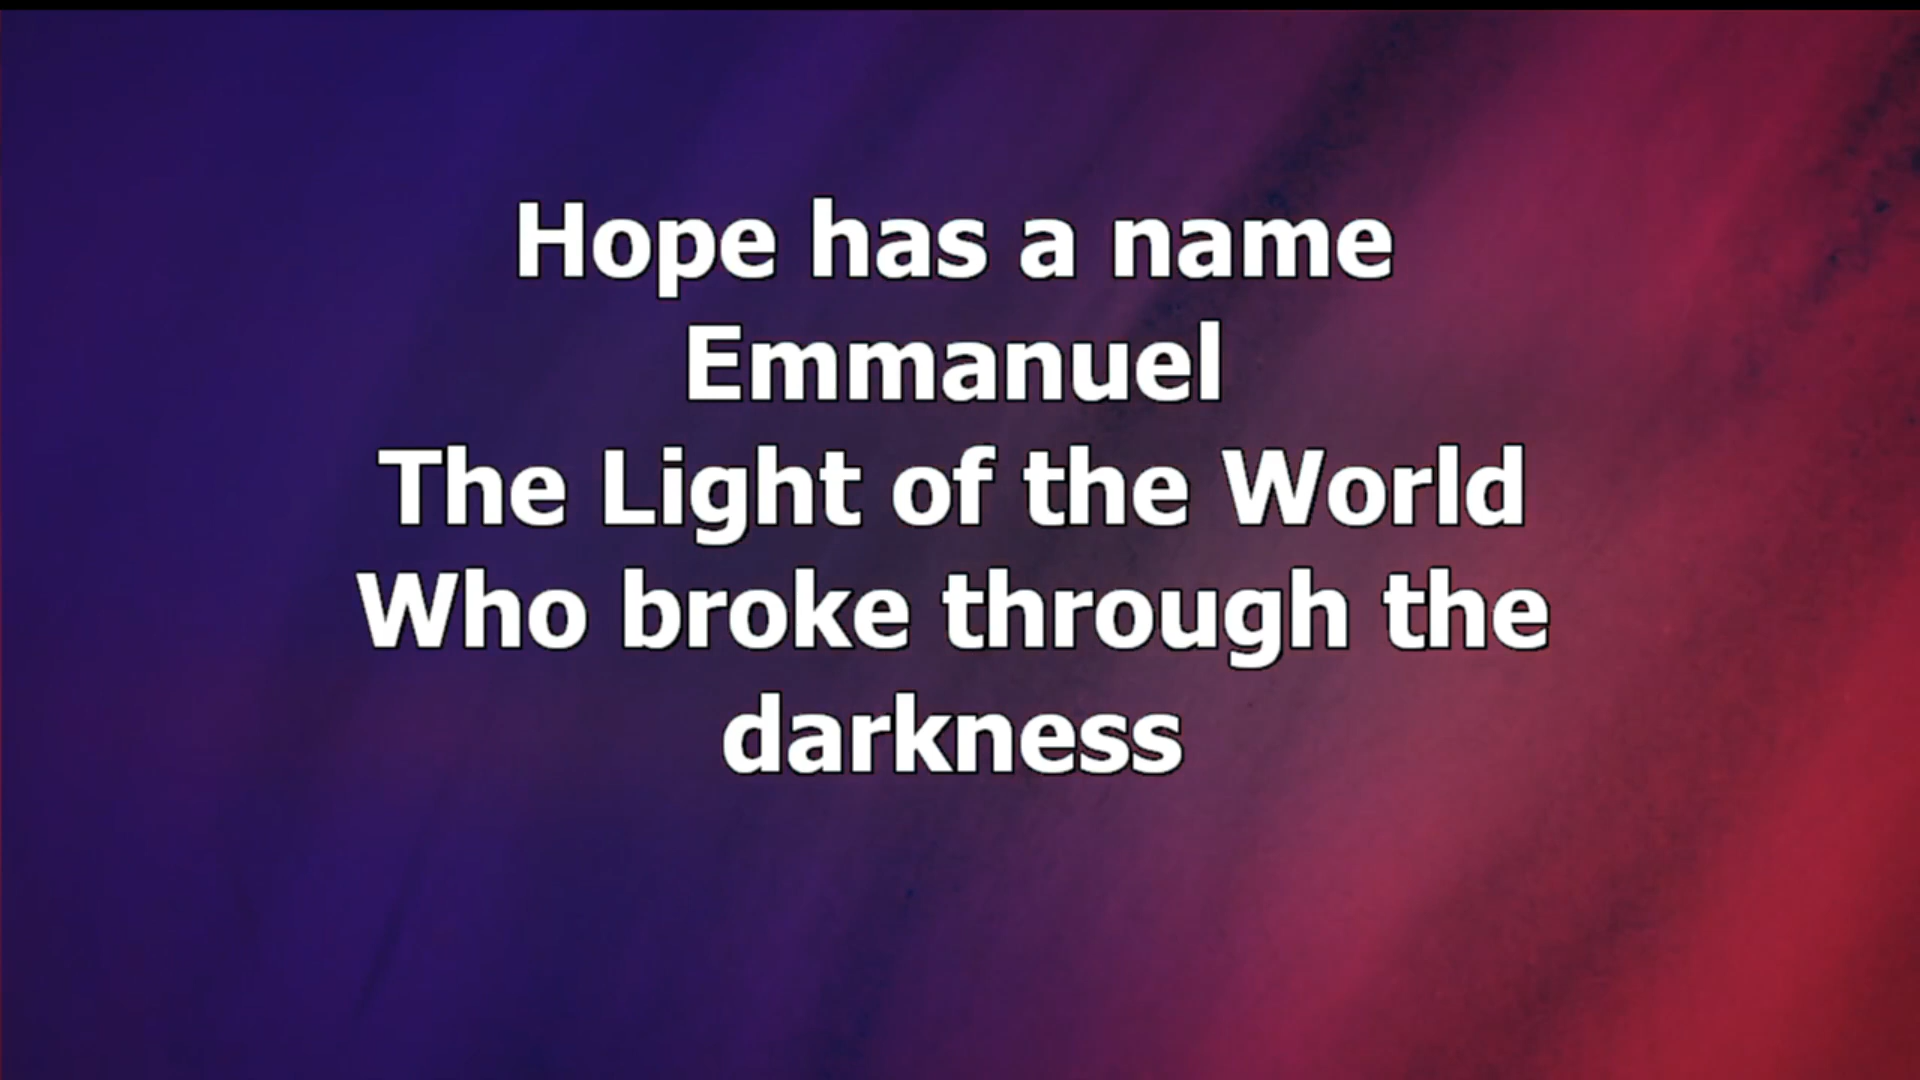 Hope has a name
Emmanuel
The Light of the World
Who broke through the
darkness